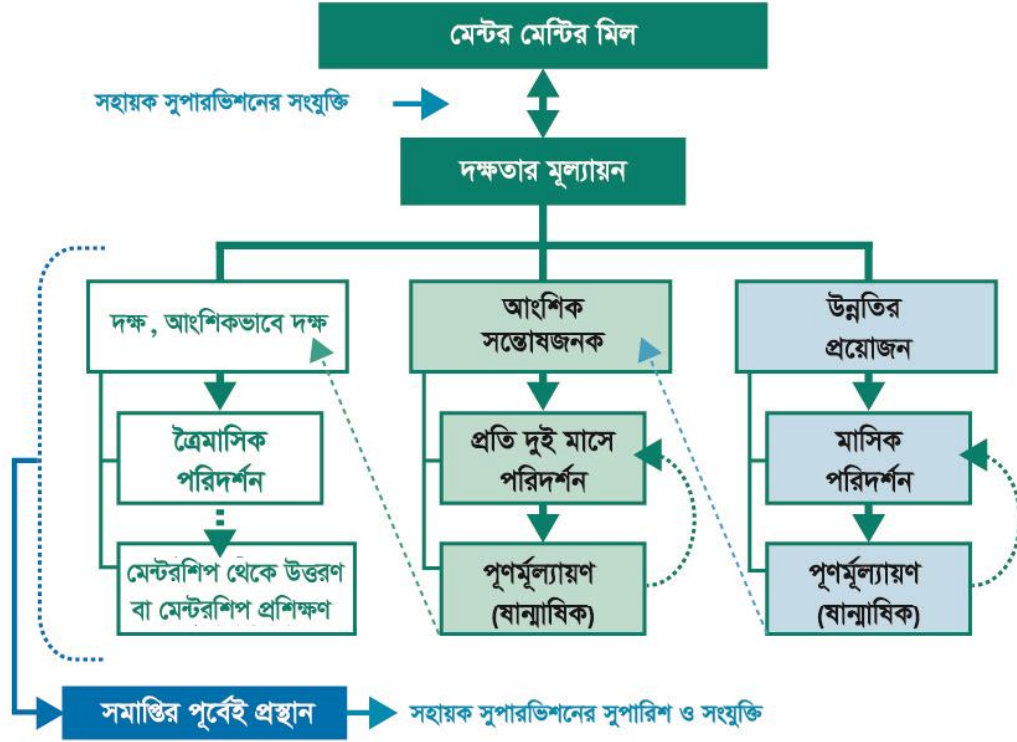 মেন্টর মেন্টির মিল
সহায়ক সুপারভিশনের সংযুক্তি
দক্ষতার মূল্যায়ন
দক্ষ, আংশিকভাবে দক্ষ
আংশিক
সন্তোষজনক
উন্নতির
প্রয়োজন
ত্রৈমাসিক
পরিদর্শন
প্রতি দুই মাসে
পরিদর্শন
মাসিক
পরিদর্শন
মেন্টরশিপ থেকে উত্তরণ
বা মেন্টরশিপ প্রশিক্ষণ
পূণর্মূল্যায়ণ
(ষান্মাষিক)
পূণর্মূল্যায়ণ
(ষান্মাষিক)
সমাপ্তির পূর্বেই প্রস্থান
সহায়ক সুপারভিশনের সুপারিশ ও সংযুক্তি